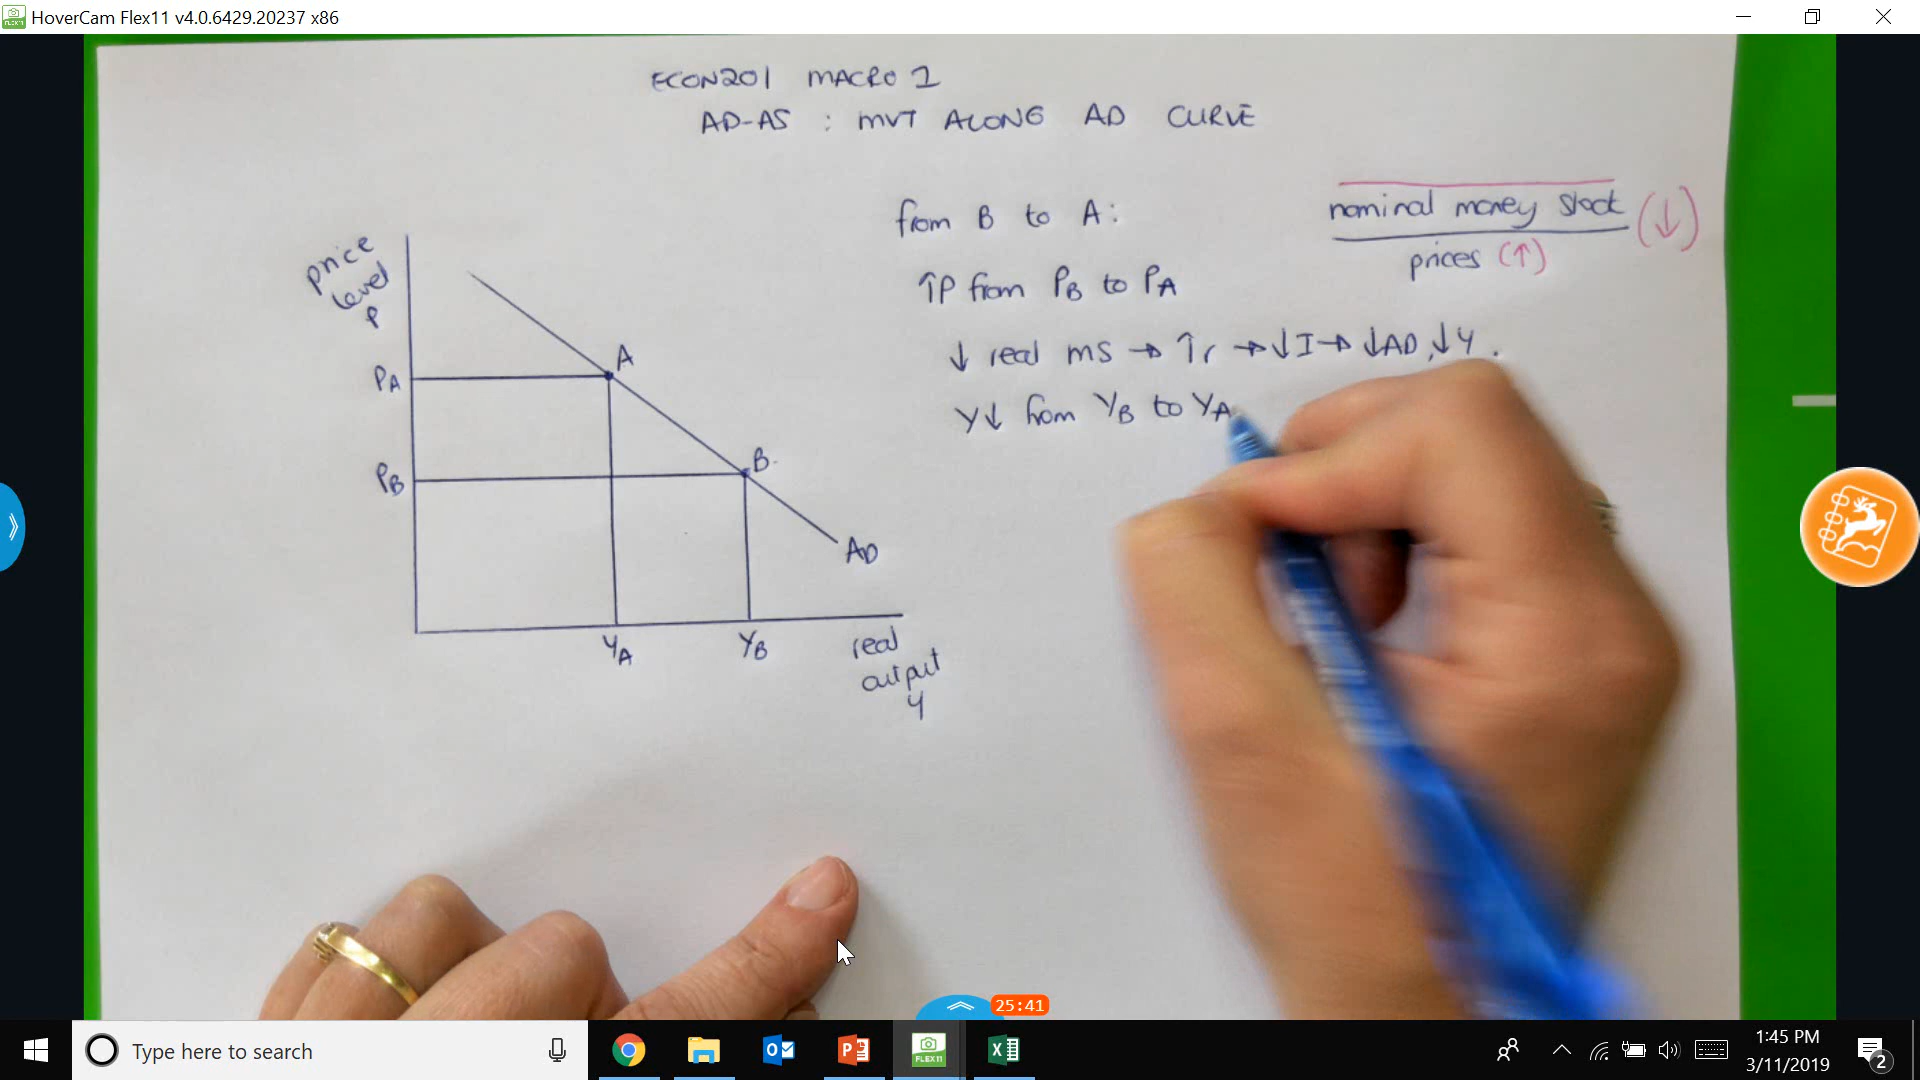 HoverCam Flex11 v4.0.6429.20237 x86
ECON201 MACRO 1
AD-AS : MVT ALONG AD CURVE
from B to A:
nominal money stock (↓)
prices (↑)
↑P from PB to PA
↓ real ms → ↑r → ↓I → ↓AD, ↓Y.
Y↓ from YB to YA
price
level
P
PA
A
PB
B
AD
YA
YB
real
output
Y
25:41
Type here to search
FLEX11
1:45 PM
3/11/2019
2